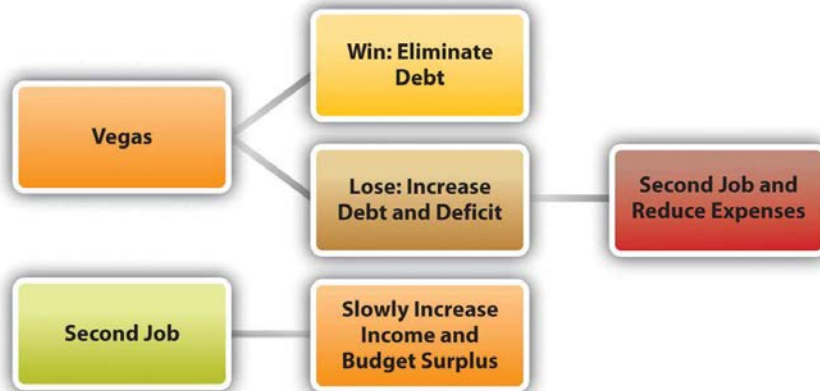 Vegas
Win: Eliminate
Debt
Lose: Increase
Debt and Deficit
Second Job and
Reduce Expenses
Second Job
Slowly Increase
Income and
Budget Surplus